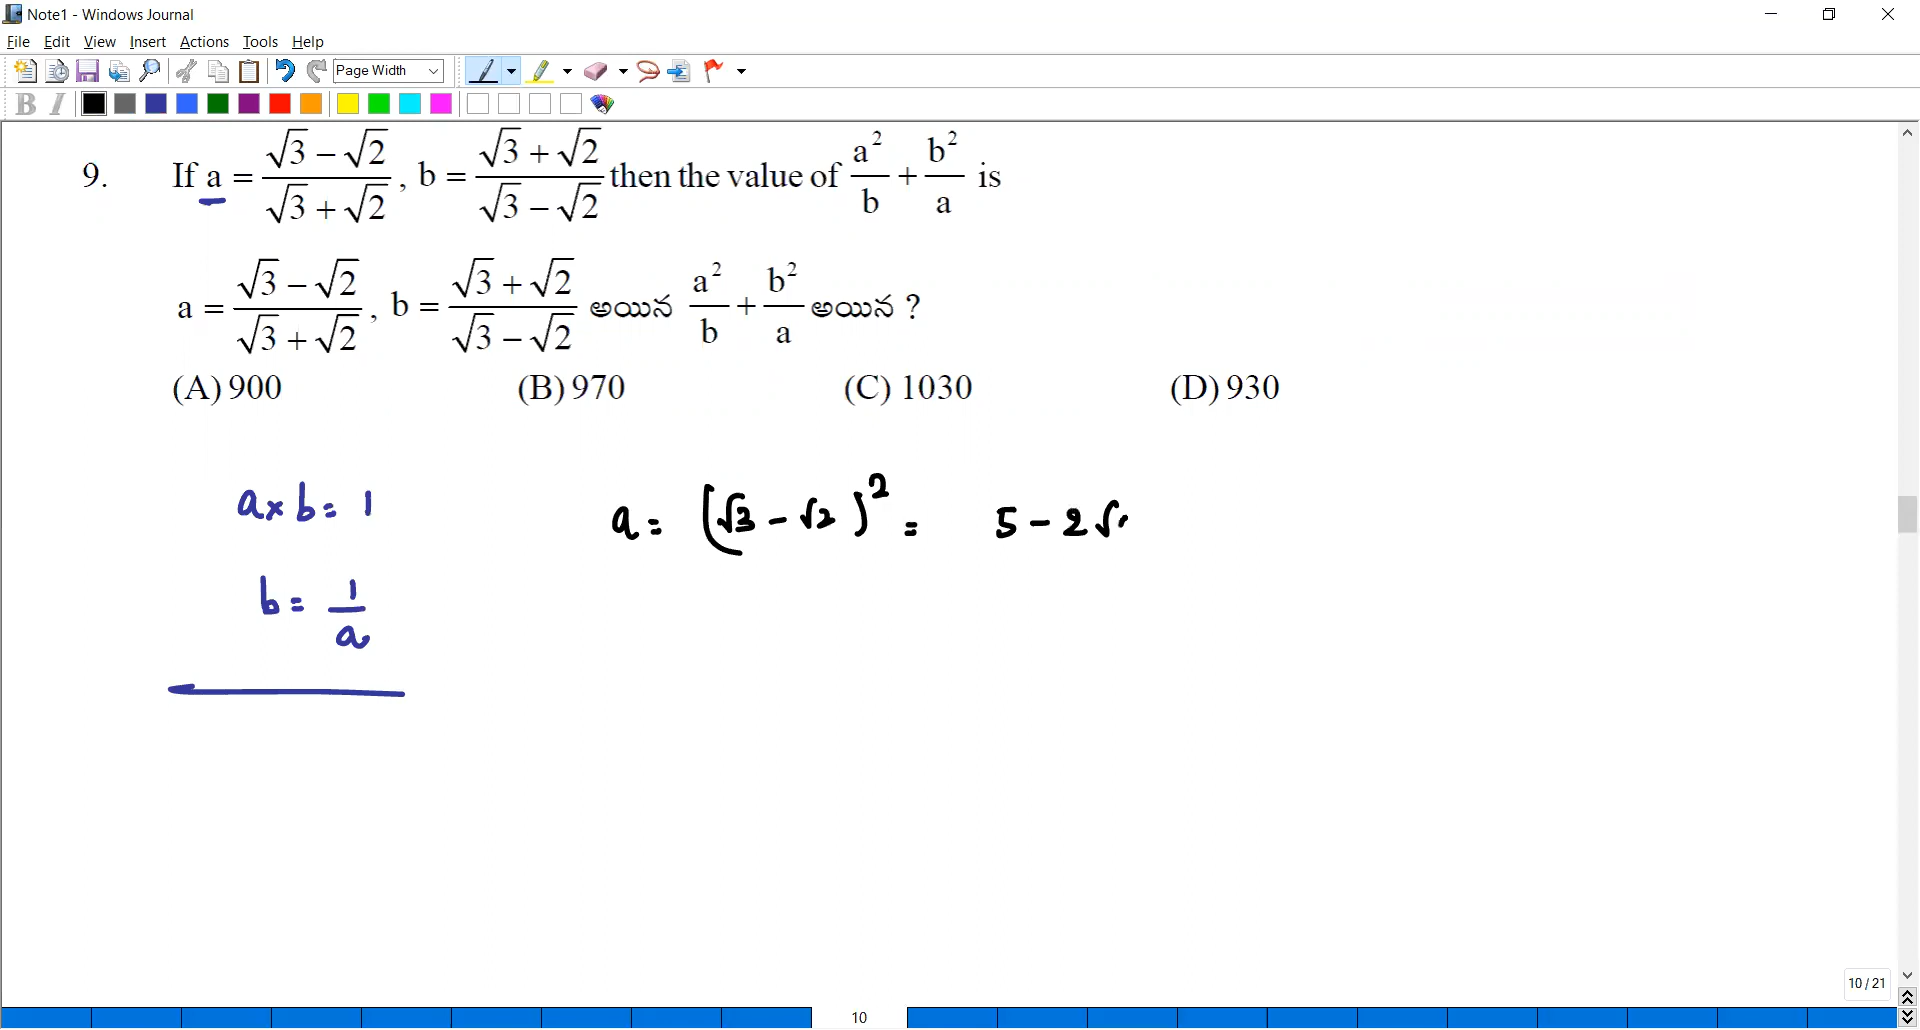 Note1 - Windows Journal
File Edit View Insert Actions Tools Help
Page Width
B I
9. If a = (√3 − √2)/(√3 + √2), b = (√3 + √2)/(√3 − √2) then the value of a²/b + b²/a is
a = (√3 − √2)/(√3 + √2), b = (√3 + √2)/(√3 − √2) అయిన a²/b + b²/a అయిన ?
(A) 900 (B) 970 (C) 1030 (D) 930
a × b = 1 a = (√3 − √2)² = 5 − 2√
b = 1/a
10 / 21
10